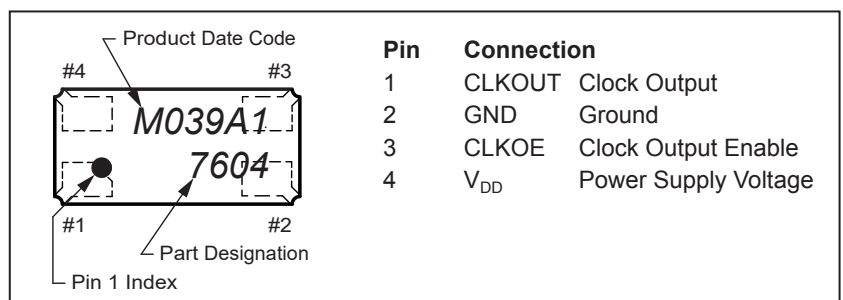 Product Date Code
#4 #3
M039A1
7604
#1 #2
Part Designation
Pin 1 Index
Pin Connection
1 CLKOUT Clock Output
2 GND Ground
3 CLKOE Clock Output Enable
4 VDD Power Supply Voltage